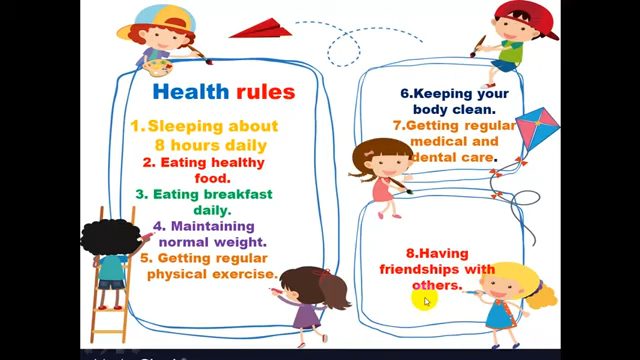 Health rules
1. Sleeping about
8 hours daily
2. Eating healthy
food.
3. Eating breakfast
daily.
4. Maintaining
normal weight.
5. Getting regular
physical exercise.
6.Keeping your
body clean.
7.Getting regular
medical and
dental care.
8.Having
friendships with
others.